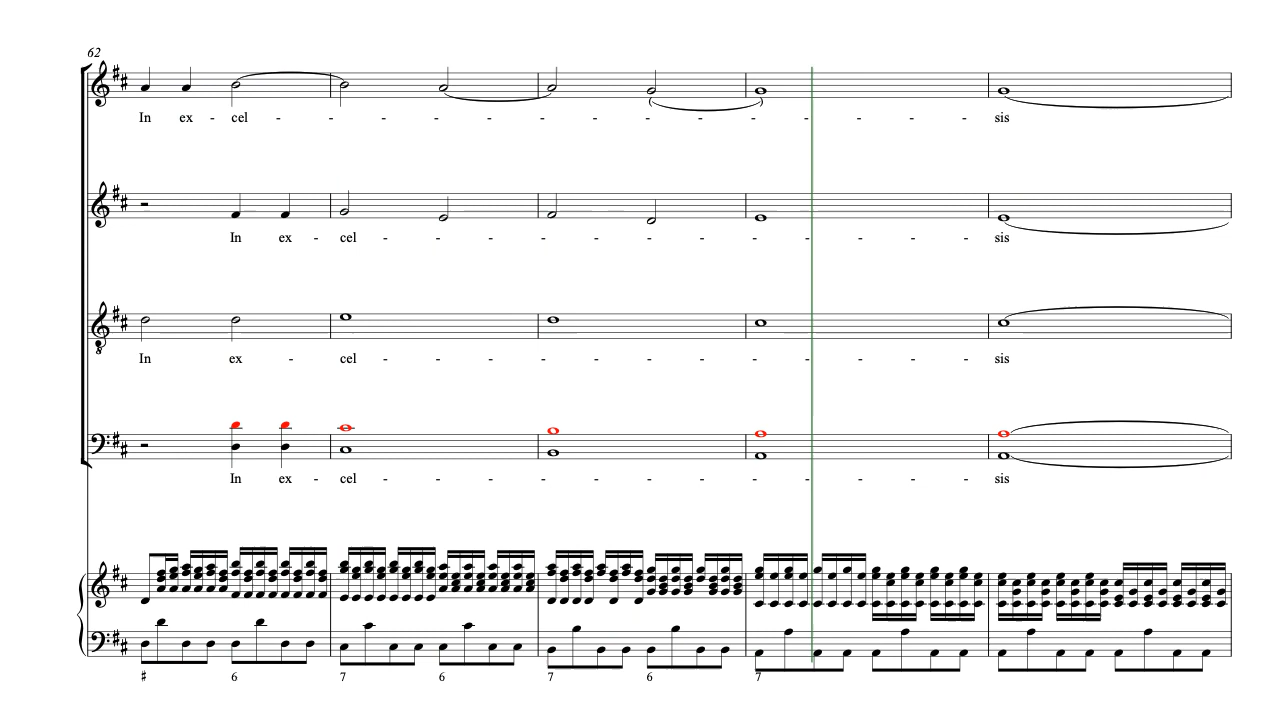 62
In ex - cel - - - - - - - - - - - - - - sis
In ex - cel - - - - - - - - - - - - sis
8
In ex - cel - - - - - - - - - - - - sis
In ex - cel - - - - - - - - - - - - sis
♯ 6 7 6 7 6 7